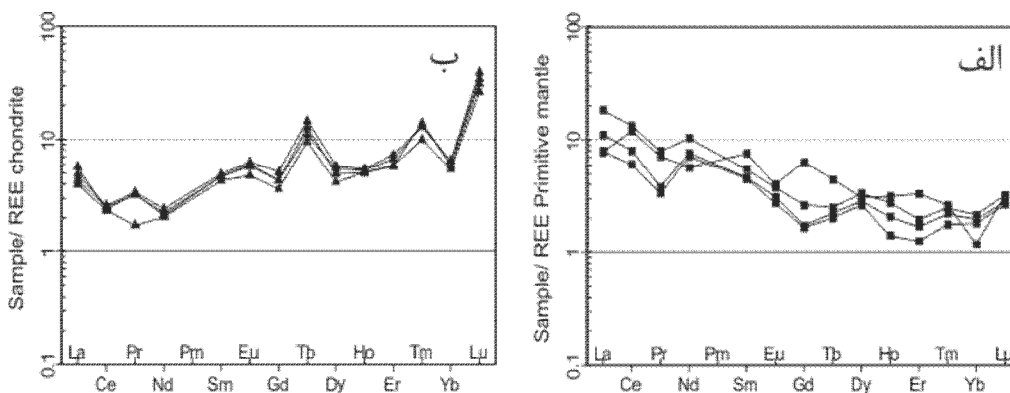 100
10
1
0.1
Sample/ REE chondrite
ب
La Pr Pm Eu Tb Ho Tm Lu
Ce Nd Sm Gd Dy Er Yb
100
10
1
0.1
Sample/ REE Primitive mantle
الف
La Pr Pm Eu Tb Ho Tm Lu
Ce Nd Sm Gd Dy Er Yb